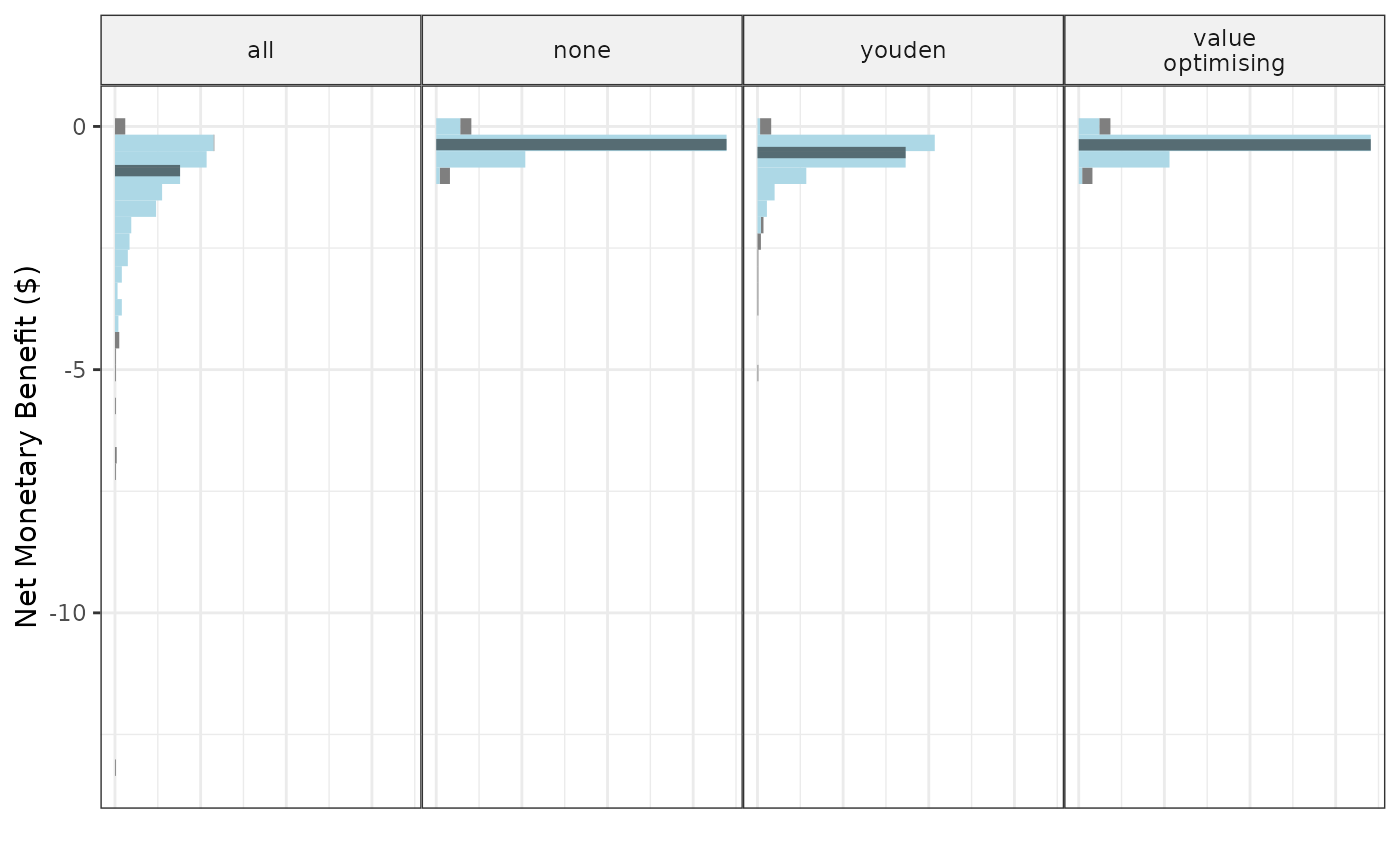 all
none
youden
value
optimising
Net Monetary Benefit ($)
0
-5
-10